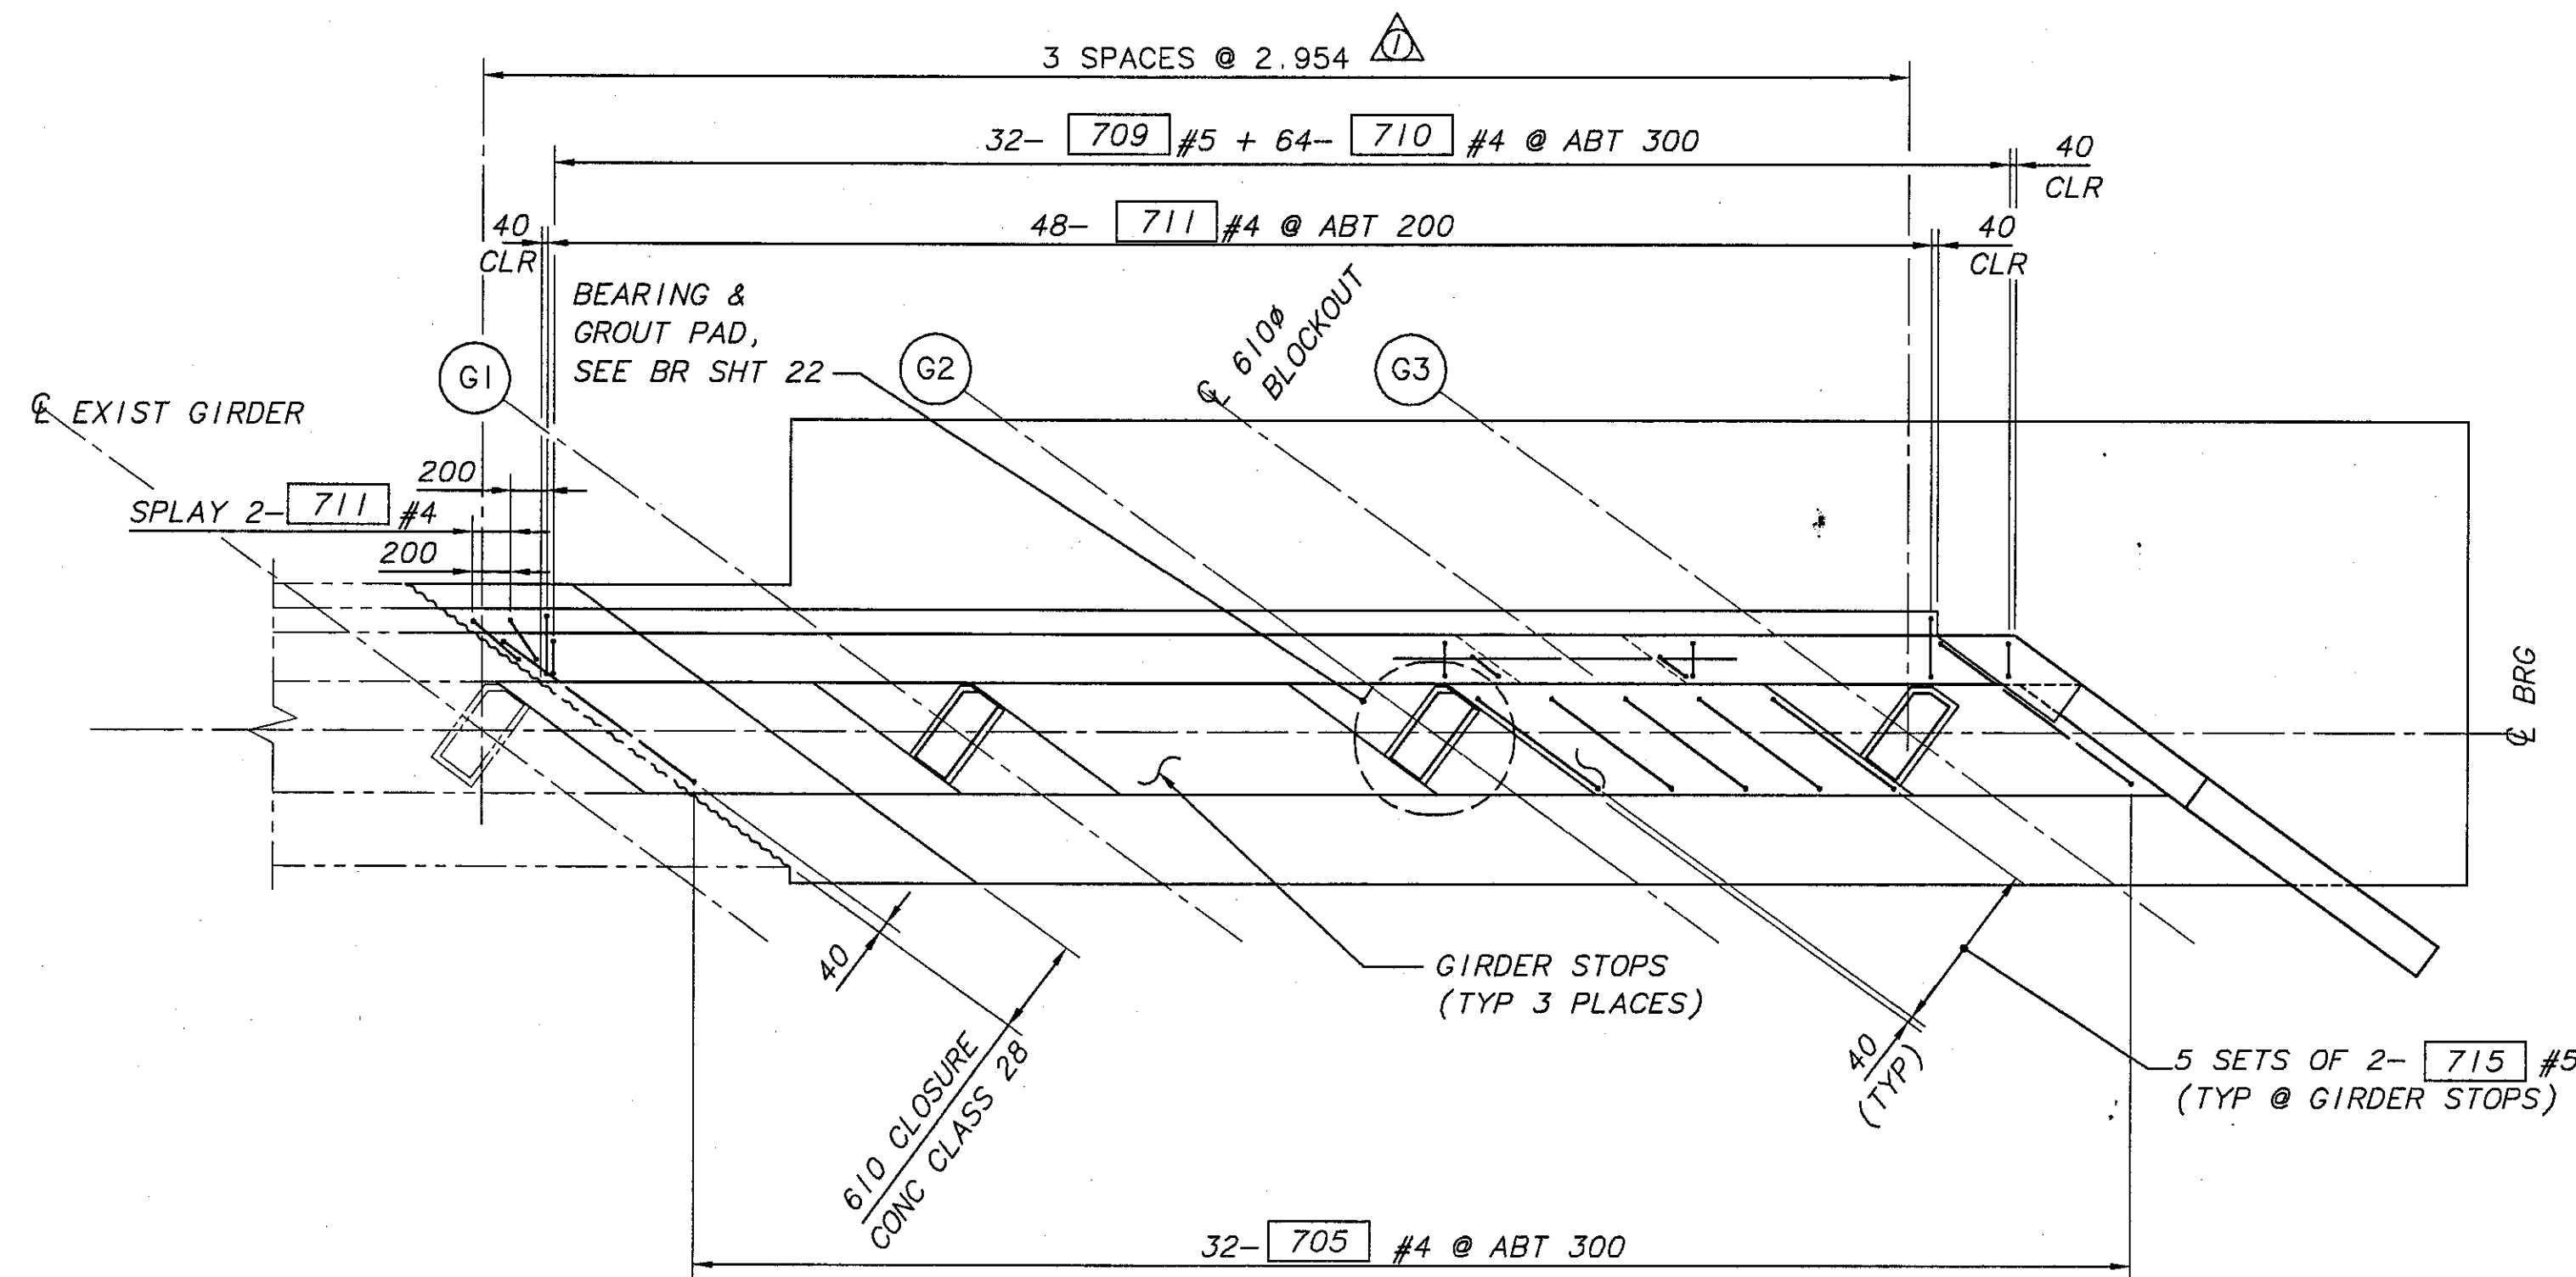 3 SPACES @ 2.954 1
32- 709 #5 + 64- 710 #4 @ ABT 300
40
CLR
48- 711 #4 @ ABT 200
40
CLR
40
CLR
BEARING &
GROUT PAD,
SEE BR SHT 22
G1
G2
℄ 610ø
BLOCKOUT
G3
℄ EXIST GIRDER
200
SPLAY 2- 711 #4
200
℄ BRG
40
GIRDER STOPS
(TYP 3 PLACES)
610 CLOSURE
CONC CLASS 28
40
(TYP)
5 SETS OF 2- 715 #5
(TYP @ GIRDER STOPS)
32- 705 #4 @ ABT 300